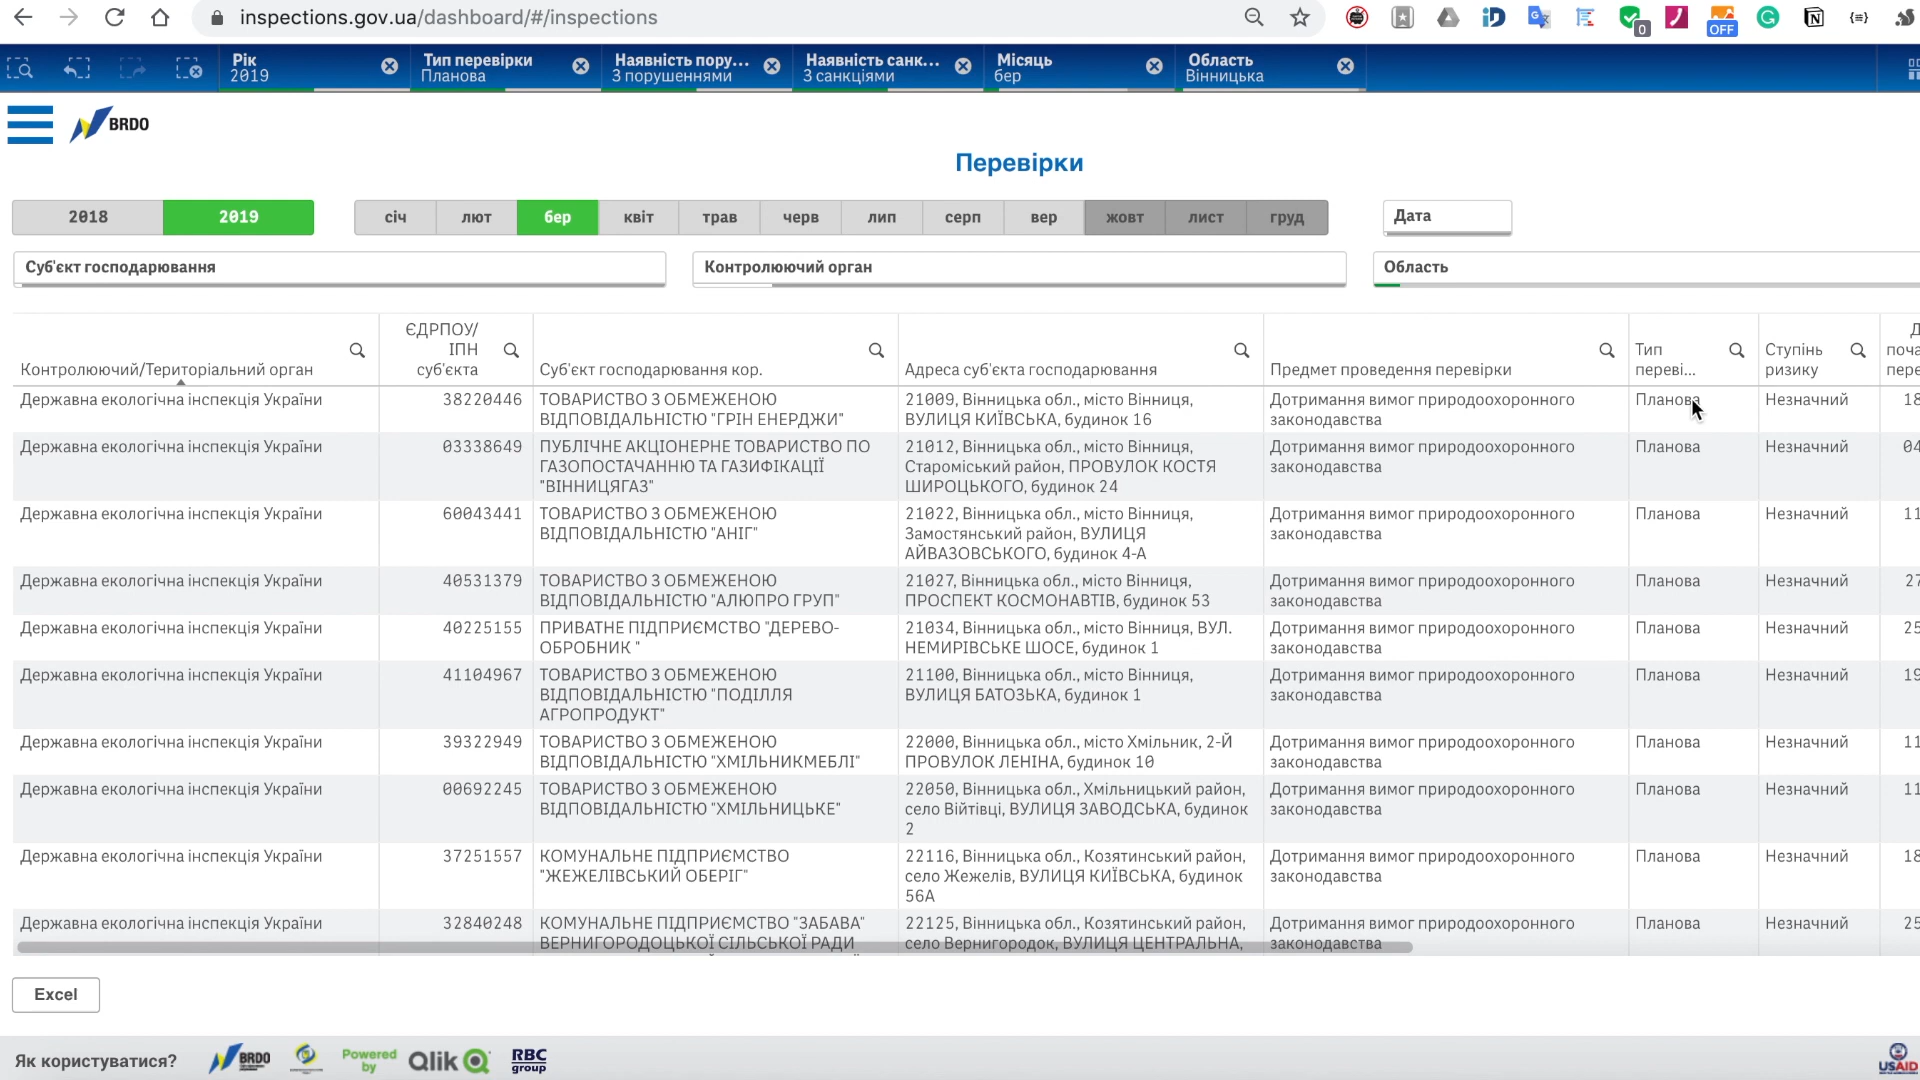 inspections.gov.ua/dashboard/#/inspections
OFF
0
Рік
2019
Тип перевірки
Планова
Наявність пору...
З порушеннями
Наявність санк...
З санкціями
Місяць
бер
Область
Вінницька
BRDO
Перевірки
2018
2019
січ
лют
бер
квіт
трав
черв
лип
серп
вер
жовт
лист
груд
Дата
Суб'єкт господарювання
Контролюючий орган
Область
Контролюючий/Територіальний орган
ЄДРПОУ/
ІПН
суб'єкта
Суб'єкт господарювання кор.
Адреса суб'єкта господарювання
Предмет проведення перевірки
Тип
переві...
Ступінь
ризику
Д
поча
пере
Державна екологічна інспекція України
38220446
ТОВАРИСТВО З ОБМЕЖЕНОЮ
ВІДПОВІДАЛЬНІСТЮ "ГРІН ЕНЕРДЖИ"
21009, Вінницька обл., місто Вінниця,
ВУЛИЦЯ КИЇВСЬКА, будинок 16
Дотримання вимог природоохоронного
законодавства
Планова
Незначний
18
Державна екологічна інспекція України
03338649
ПУБЛІЧНЕ АКЦІОНЕРНЕ ТОВАРИСТВО ПО
ГАЗОПОСТАЧАННЮ ТА ГАЗИФІКАЦІЇ
"ВІННИЦЯГАЗ"
21012, Вінницька обл., місто Вінниця,
Староміський район, ПРОВУЛОК КОСТЯ
ШИРОЦЬКОГО, будинок 24
Дотримання вимог природоохоронного
законодавства
Планова
Незначний
04
Державна екологічна інспекція України
60043441
ТОВАРИСТВО З ОБМЕЖЕНОЮ
ВІДПОВІДАЛЬНІСТЮ "АНІГ"
21022, Вінницька обл., місто Вінниця,
Замостянський район, ВУЛИЦЯ
АЙВАЗОВСЬКОГО, будинок 4-А
Дотримання вимог природоохоронного
законодавства
Планова
Незначний
11
Державна екологічна інспекція України
40531379
ТОВАРИСТВО З ОБМЕЖЕНОЮ
ВІДПОВІДАЛЬНІСТЮ "АЛЮПРО ГРУП"
21027, Вінницька обл., місто Вінниця,
ПРОСПЕКТ КОСМОНАВТІВ, будинок 53
Дотримання вимог природоохоронного
законодавства
Планова
Незначний
27
Державна екологічна інспекція України
40225155
ПРИВАТНЕ ПІДПРИЄМСТВО "ДЕРЕВО-
ОБРОБНИК "
21034, Вінницька обл., місто Вінниця, ВУЛ.
НЕМИРІВСЬКЕ ШОСЕ, будинок 1
Дотримання вимог природоохоронного
законодавства
Планова
Незначний
25
Державна екологічна інспекція України
41104967
ТОВАРИСТВО З ОБМЕЖЕНОЮ
ВІДПОВІДАЛЬНІСТЮ "ПОДІЛЛЯ
АГРОПРОДУКТ"
21100, Вінницька обл., місто Вінниця,
ВУЛИЦЯ БАТОЗЬКА, будинок 1
Дотримання вимог природоохоронного
законодавства
Планова
Незначний
19
Державна екологічна інспекція України
39322949
ТОВАРИСТВО З ОБМЕЖЕНОЮ
ВІДПОВІДАЛЬНІСТЮ "ХМІЛЬНИКМЕБЛІ"
22000, Вінницька обл., місто Хмільник, 2-Й
ПРОВУЛОК ЛЕНІНА, будинок 10
Дотримання вимог природоохоронного
законодавства
Планова
Незначний
11
Державна екологічна інспекція України
00692245
ТОВАРИСТВО З ОБМЕЖЕНОЮ
ВІДПОВІДАЛЬНІСТЮ "ХМІЛЬНИЦЬКЕ"
22050, Вінницька обл., Хмільницький район,
село Війтівці, ВУЛИЦЯ ЗАВОДСЬКА, будинок
2
Дотримання вимог природоохоронного
законодавства
Планова
Незначний
11
Державна екологічна інспекція України
37251557
КОМУНАЛЬНЕ ПІДПРИЄМСТВО
"ЖЕЖЕЛІВСЬКИЙ ОБЕРІГ"
22116, Вінницька обл., Козятинський район,
село Жежелів, ВУЛИЦЯ КИЇВСЬКА, будинок
56А
Дотримання вимог природоохоронного
законодавства
Планова
Незначний
18
Державна екологічна інспекція України
32840248
КОМУНАЛЬНЕ ПІДПРИЄМСТВО "ЗАБАВА"
ВЕРНИГОРОДОЦЬКОЇ СІЛЬСЬКОЇ РАДИ
22125, Вінницька обл., Козятинський район,
село Вернигородок, ВУЛИЦЯ ЦЕНТРАЛЬНА,
Дотримання вимог природоохоронного
законодавства
Планова
Незначний
25
Excel
Як користуватися?
BRDO
Powered
by
Qlik
RBC
group
USAID